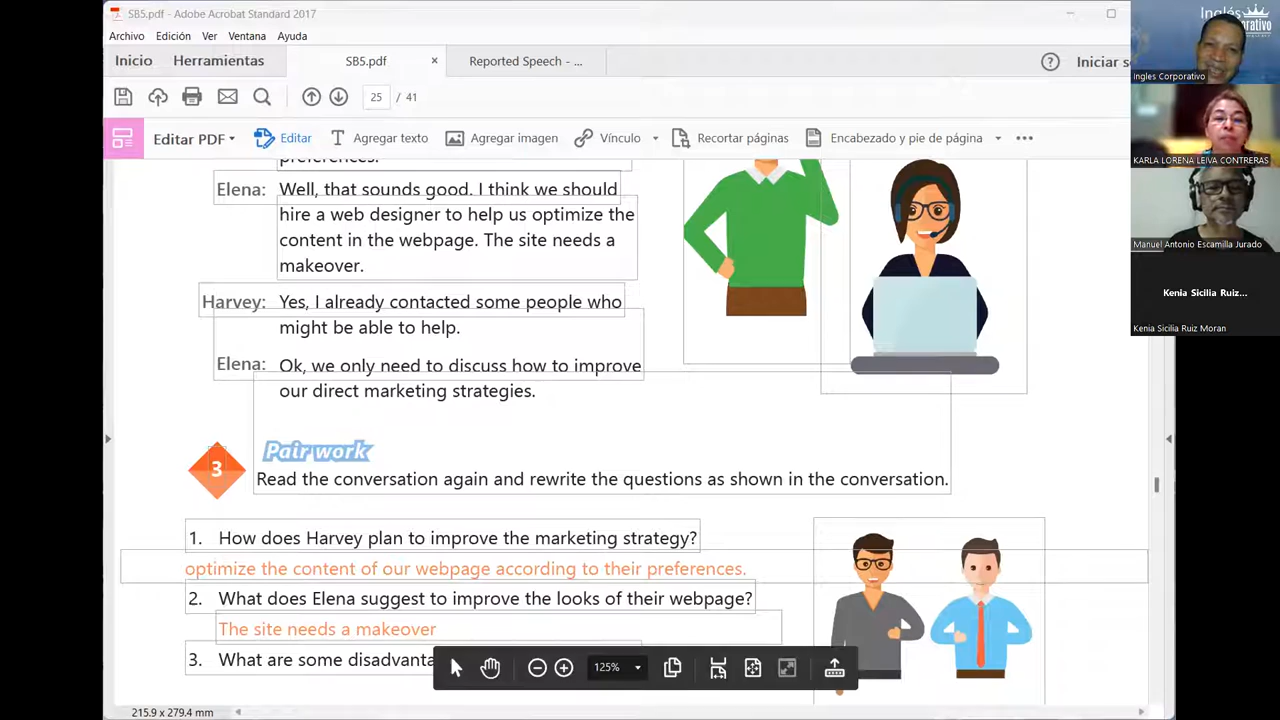 SB5.pdf - Adobe Acrobat Standard 2017
Archivo Edición Ver Ventana Ayuda
Inicio Herramientas SB5.pdf × Reported Speech - ... ? Iniciar se
25 / 41
Editar PDF Editar Agregar texto Agregar imagen Vínculo Recortar páginas Encabezado y pie de página
preferences.
Elena: Well, that sounds good. I think we should
hire a web designer to help us optimize the
content in the webpage. The site needs a
makeover.
Harvey: Yes, I already contacted some people who
might be able to help.
Elena: Ok, we only need to discuss how to improve
our direct marketing strategies.
3 Pair work
Read the conversation again and rewrite the questions as shown in the conversation.
1. How does Harvey plan to improve the marketing strategy?
optimize the content of our webpage according to their preferences.
2. What does Elena suggest to improve the looks of their webpage?
The site needs a makeover
3. What are some disadvanta
125%
215.9 x 279.4 mm
Inglés
Ingles Corporativo
KARLA LORENA LEIVA CONTRERAS
Manuel Antonio Escamilla Jurado
Kenia Sicilia Ruiz...
Kenia Sicilia Ruiz Moran